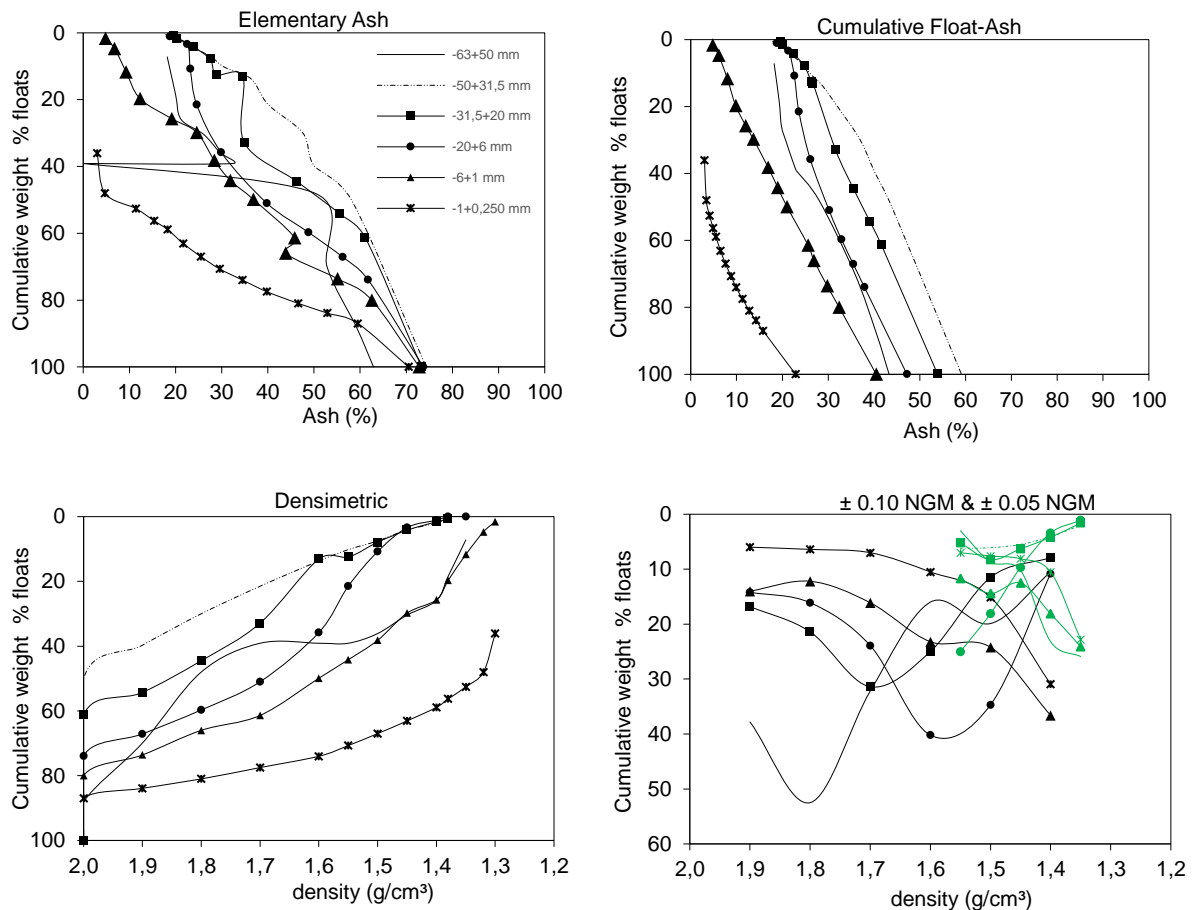 Elementary Ash
Cumulative weight % floats
0
20
40
60
80
100
0 10 20 30 40 50 60 70 80 90 100
Ash (%)
-63+50 mm
-50+31,5 mm
-31,5+20 mm
-20+6 mm
-6+1 mm
-1+0,250 mm
Cumulative Float-Ash
Cumulative weight % floats
0
20
40
60
80
100
0 10 20 30 40 50 60 70 80 90 100
Ash (%)
Densimetric
Cumulative weight % floats
0
20
40
60
80
100
2,0 1,9 1,8 1,7 1,6 1,5 1,4 1,3 1,2
density (g/cm³)
± 0.10 NGM & ± 0.05 NGM
Cumulative weight % floats
0
10
20
30
40
50
60
2,0 1,9 1,8 1,7 1,6 1,5 1,4 1,3 1,2
density (g/cm³)